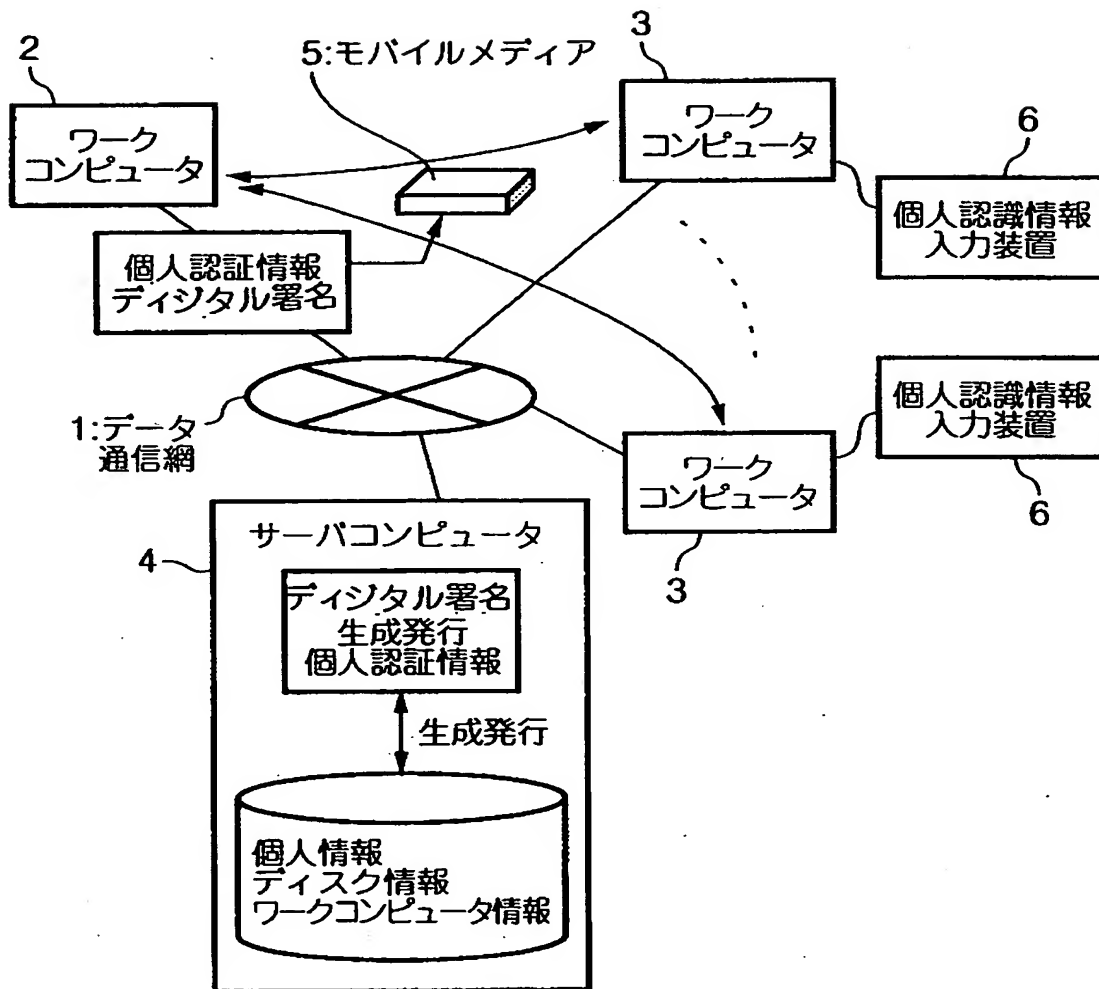 2
ワーク
コンピュータ
5:モバイルメディア
3
ワーク
コンピュータ
6
個人認識情報
入力装置
個人認証情報
ディジタル署名
1:データ
通信網
ワーク
コンピュータ
3
個人認識情報
入力装置
6
4
サーバコンピュータ
ディジタル署名
生成発行
個人認証情報
生成発行
個人情報
ディスク情報
ワークコンピュータ情報